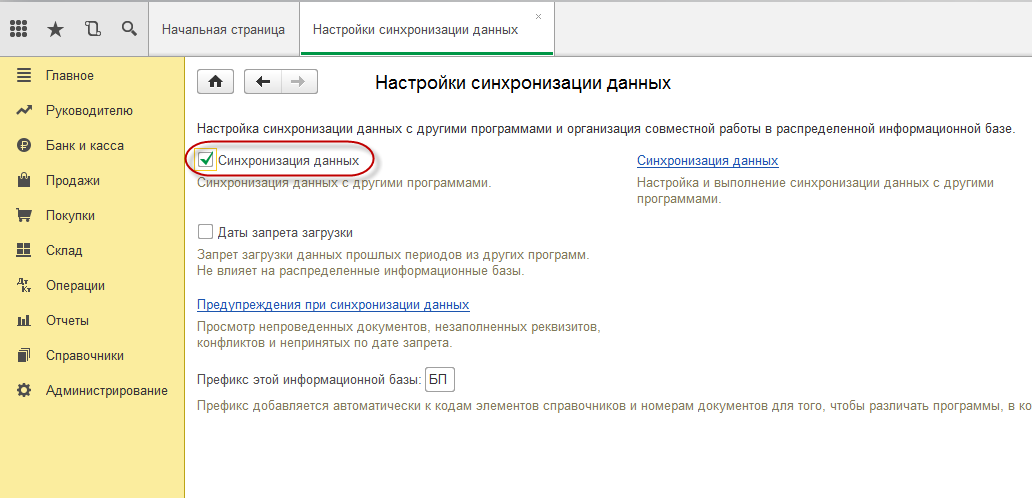 Начальная страница
Настройки синхронизации данных
×
Главное
Руководителю
Банк и касса
Продажи
Покупки
Склад
Дт Кт Операции
Отчеты
Справочники
Администрирование
Настройки синхронизации данных
Настройка синхронизации данных с другими программами и организация совместной работы в распределенной информационной базе.
Синхронизация данных
Синхронизация данных с другими программами.
Синхронизация данных
Настройка и выполнение синхронизации данных с другими
программами.
Даты запрета загрузки
Запрет загрузки данных прошлых периодов из других программ.
Не влияет на распределенные информационные базы.
Предупреждения при синхронизации данных
Просмотр непроведенных документов, незаполненных реквизитов,
конфликтов и непринятых по дате запрета.
Префикс этой информационной базы: БП
Префикс добавляется автоматически к кодам элементов справочников и номерам документов для того, чтобы различать программы, в ко